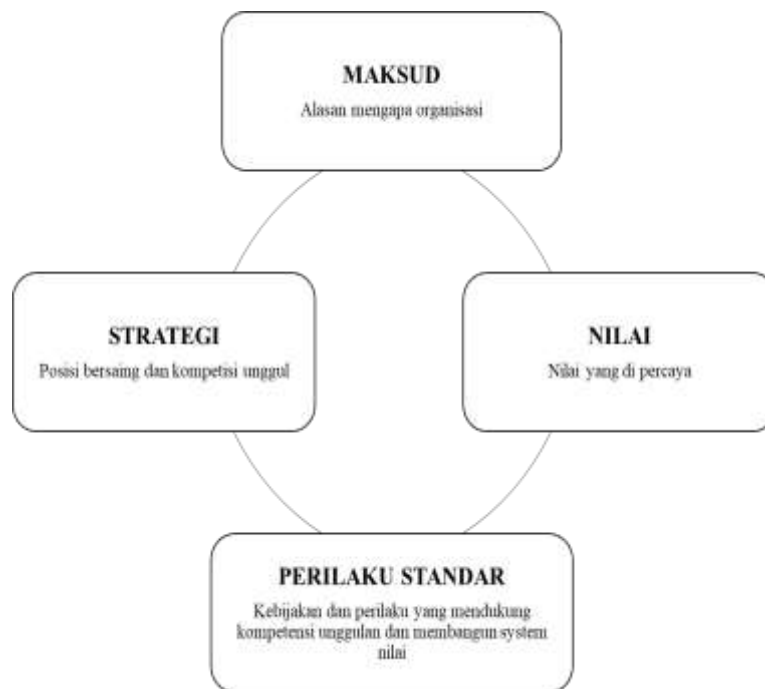 MAKSUD
Alasan mengapa organisasi
STRATEGI
Posisi bersaing dan kompetisi unggul
NILAI
Nilai yang di percaya
PERILAKU STANDAR
Kebijakan dan perilaku yang mendukung
kompetensi unggulan dan membangun system
nilai